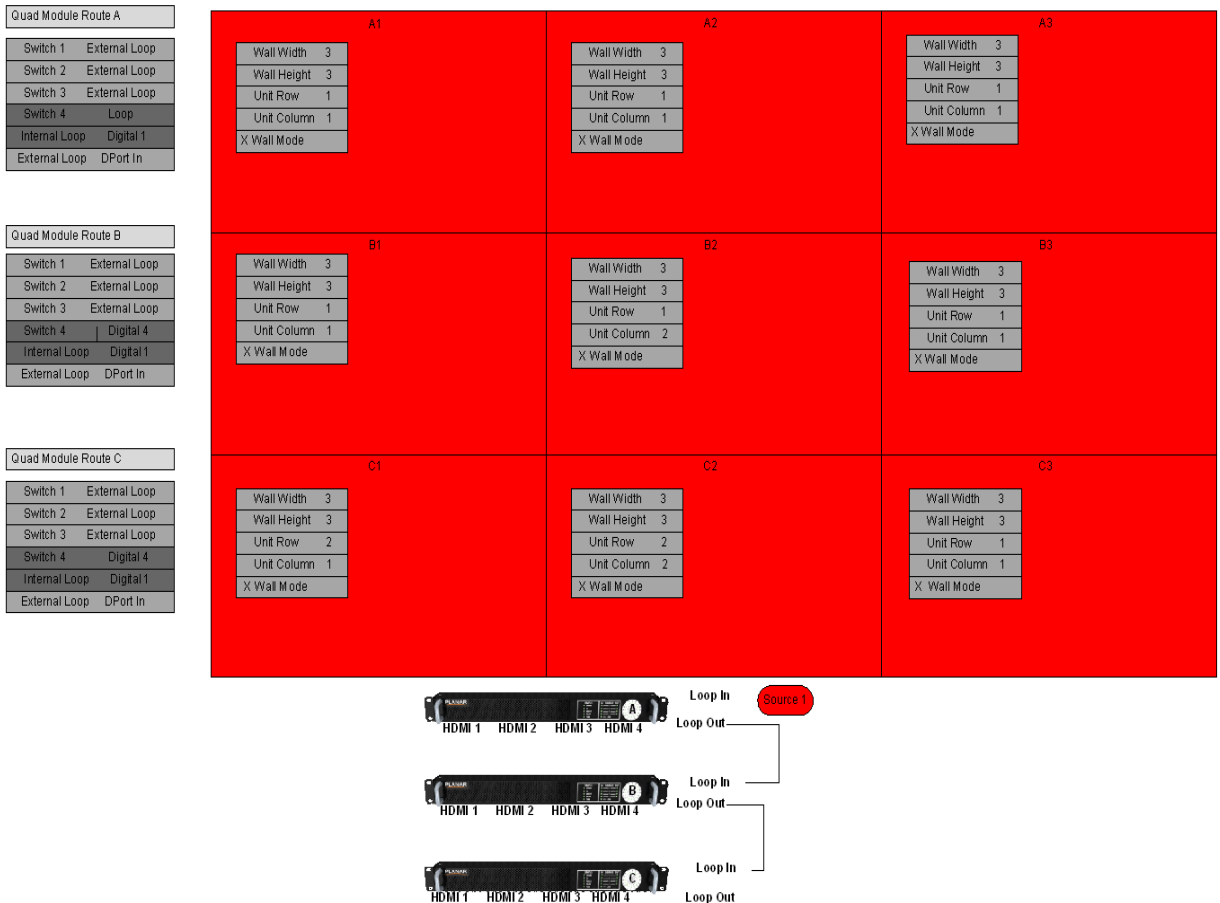 Quad Module Route A
Switch 1 External Loop
Switch 2 External Loop
Switch 3 External Loop
Switch 4 Loop
Internal Loop Digital 1
External Loop DPort In
A1
Wall Width 3
Wall Height 3
Unit Row 1
Unit Column 1
X Wall Mode
A2
Wall Width 3
Wall Height 3
Unit Row 1
Unit Column 1
X Wall Mode
A3
Wall Width 3
Wall Height 3
Unit Row 1
Unit Column 1
X Wall Mode
Quad Module Route B
Switch 1 External Loop
Switch 2 External Loop
Switch 3 External Loop
Switch 4 Digital 4
Internal Loop Digital 1
External Loop DPort In
B1
Wall Width 3
Wall Height 3
Unit Row 1
Unit Column 1
X Wall Mode
B2
Wall Width 3
Wall Height 3
Unit Row 1
Unit Column 2
X Wall Mode
B3
Wall Width 3
Wall Height 3
Unit Row 1
Unit Column 1
X Wall Mode
Quad Module Route C
Switch 1 External Loop
Switch 2 External Loop
Switch 3 External Loop
Switch 4 Digital 4
Internal Loop Digital 1
External Loop DPort In
C1
Wall Width 3
Wall Height 3
Unit Row 2
Unit Column 1
X Wall Mode
C2
Wall Width 3
Wall Height 3
Unit Row 2
Unit Column 2
X Wall Mode
C3
Wall Width 3
Wall Height 3
Unit Row 1
Unit Column 1
X Wall Mode
PLANAR
A
Loop In
Source 1
HDMI 1 HDMI 2 HDMI 3 HDMI 4
Loop Out
PLANAR
B
Loop In
HDMI 1 HDMI 2 HDMI 3 HDMI 4
Loop Out
PLANAR
C
Loop In
HDMI 1 HDMI 2 HDMI 3 HDMI 4
Loop Out